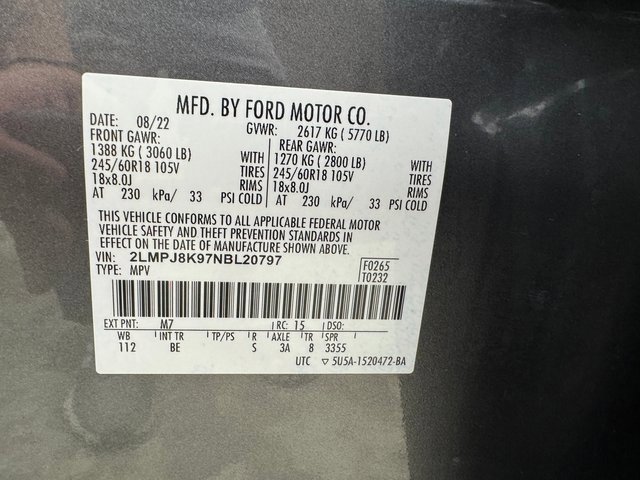 MFD. BY FORD MOTOR CO.
DATE: 08/22 GVWR: 2617 KG ( 5770 LB)
FRONT GAWR: REAR GAWR:
1388 KG ( 3060 LB) WITH 1270 KG ( 2800 LB) WITH
245/60R18 105V TIRES 245/60R18 105V TIRES
18x8.0J RIMS 18x8.0J RIMS
AT 230 kPa/ 33 PSI COLD AT 230 kPa/ 33 PSI COLD
THIS VEHICLE CONFORMS TO ALL APPLICABLE FEDERAL MOTOR
VEHICLE SAFETY AND THEFT PREVENTION STANDARDS IN
EFFECT ON THE DATE OF MANUFACTURE SHOWN ABOVE.
VIN: 2LMPJ8K97NBL20797 F0265
TYPE: MPV T0232
EXT PNT: M7 RC: 15 DSO:
WB INT TR TP/PS R AXLE TR SPR
112 BE S 3A 8 3355
UTC ▽ 5U5A-1520472-BA